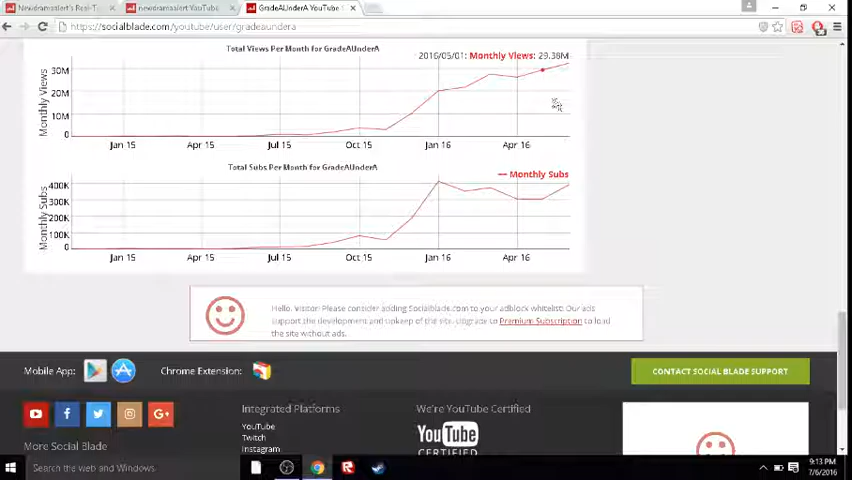 Newdramaalert's Real-T
newdramaalert YouTube
GradeAUnderA YouTube C
https://socialblade.com/youtube/user/gradeaundera
Total Views Per Month for GradeAUnderA
2016/05/01: Monthly Views: 29.38M
Monthly Views
30M
20M
10M
0
Jan 15 Apr 15 Jul 15 Oct 15 Jan 16 Apr 16
Total Subs Per Month for GradeAUnderA
Monthly Subs
Monthly Subs
400K
300K
200K
100K
0
Jan 15 Apr 15 Jul 15 Oct 15 Jan 16 Apr 16
Hello, Visitor! Please consider adding Socialblade.com to your adblock whitelist! Our ads
support the development and upkeep of the site. Upgrade to Premium Subscription to load
the site without ads.
Mobile App: Chrome Extension:
CONTACT SOCIAL BLADE SUPPORT
More Social Blade
Integrated Platforms
YouTube
Twitch
Instagram
We're YouTube Certified
YouTube
CERTIFIED
Search the web and Windows
9:13 PM
7/6/2016